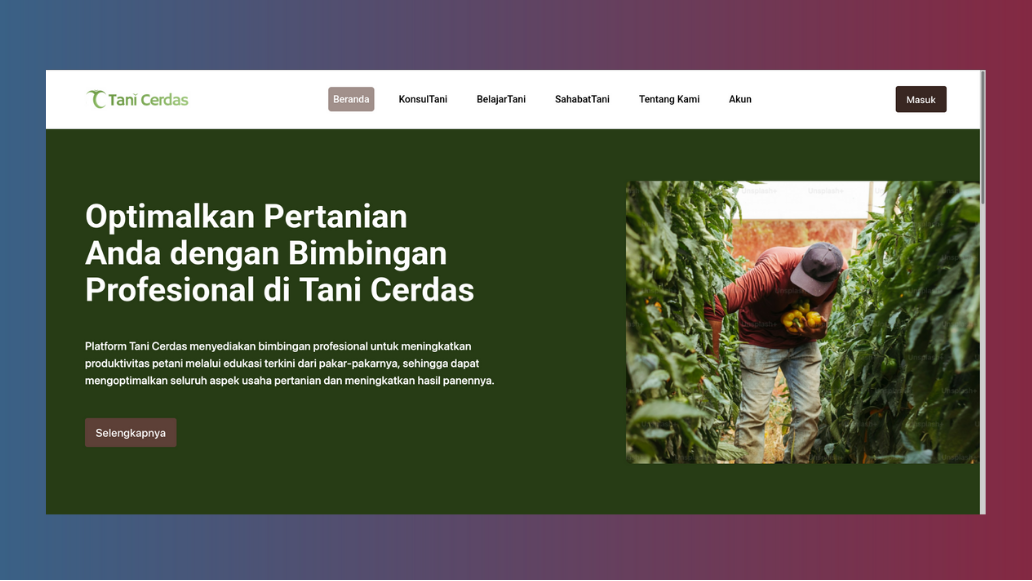 Tani Cerdas
Beranda
KonsulTani
BelajarTani
SahabatTani
Tentang Kami
Akun
Masuk
Optimalkan Pertanian
Anda dengan Bimbingan
Profesional di Tani Cerdas
Platform Tani Cerdas menyediakan bimbingan profesional untuk meningkatkan
produktivitas petani melalui edukasi terkini dari pakar-pakarnya, sehingga dapat
mengoptimalkan seluruh aspek usaha pertanian dan meningkatkan hasil panennya.
Selengkapnya